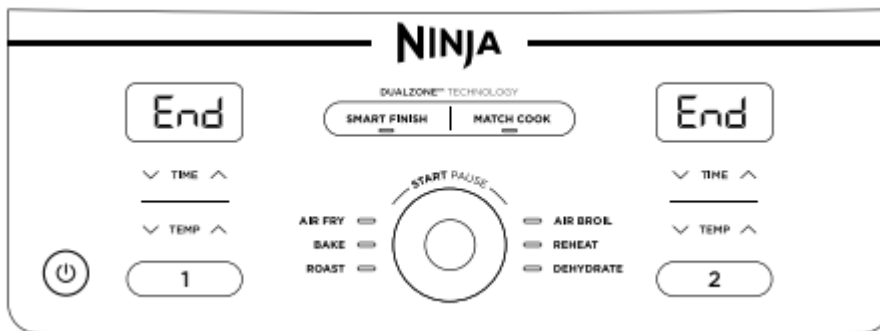 NINJA
End
End
DUALZONE™ TECHNOLOGY
SMART FINISH
MATCH COOK
TIME
TIME
START PAUSE
TEMP
TEMP
AIR FRY
BAKE
ROAST
AIR BROIL
REHEAT
DEHYDRATE
1
2